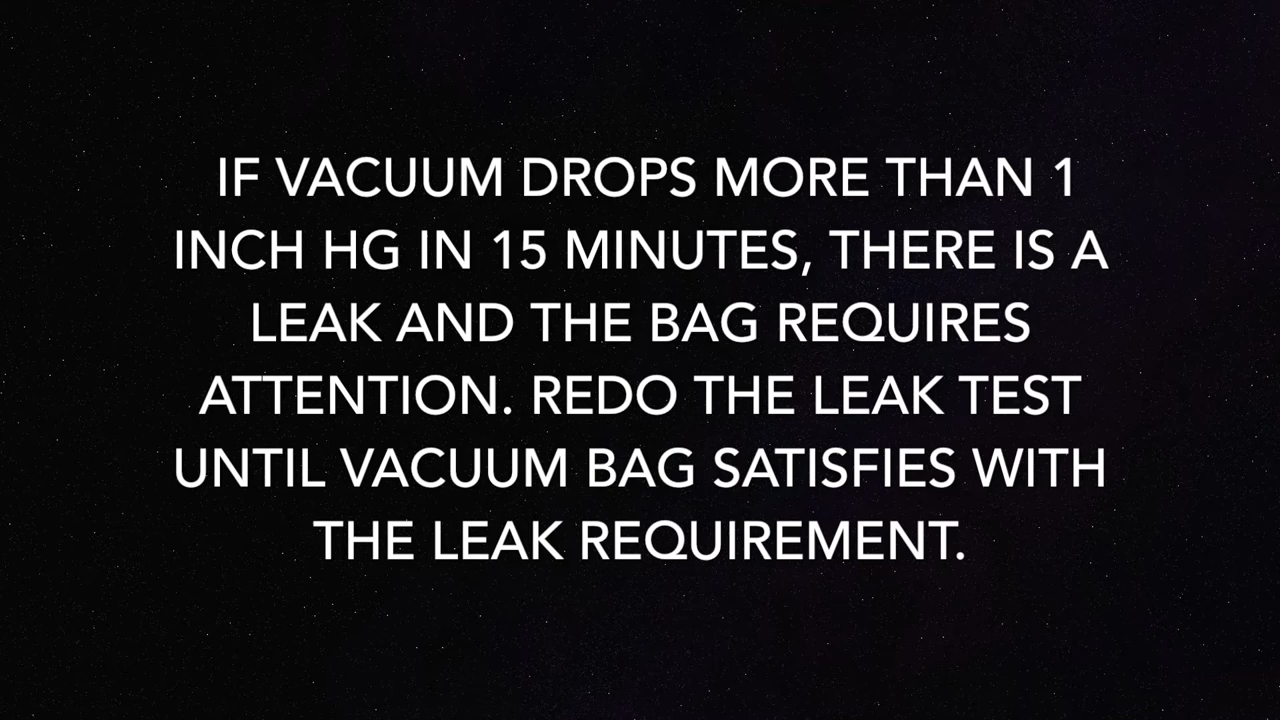 IF VACUUM DROPS MORE THAN 1
INCH HG IN 15 MINUTES, THERE IS A
LEAK AND THE BAG REQUIRES
ATTENTION. REDO THE LEAK TEST
UNTIL VACUUM BAG SATISFIES WITH
THE LEAK REQUIREMENT.